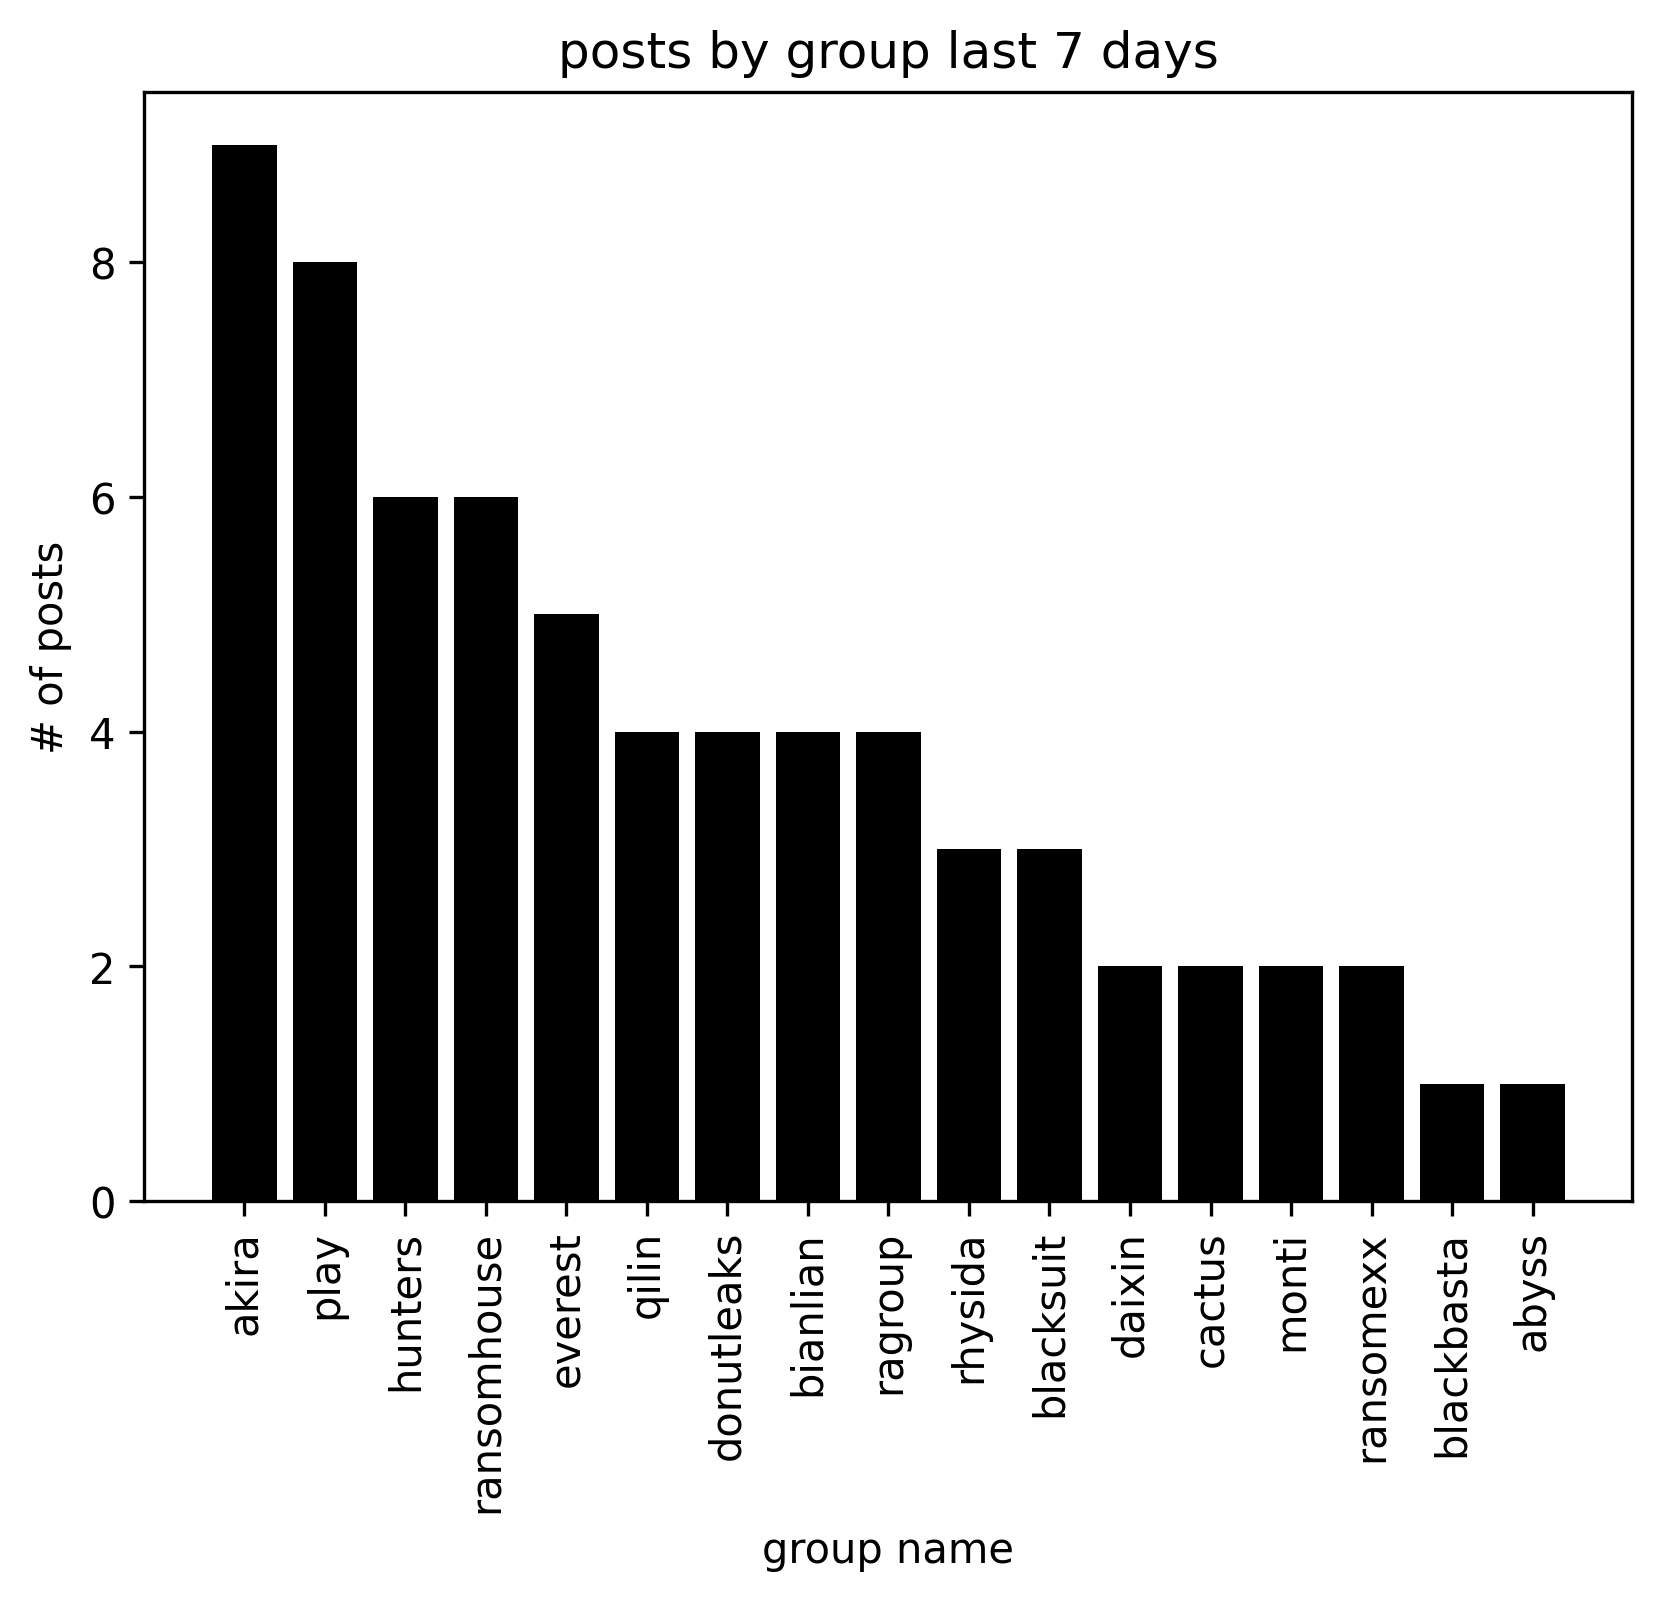 posts by group last 7 days
# of posts
8
6
4
2
0
akira
play
hunters
ransomhouse
everest
qilin
donutleaks
bianlian
ragroup
rhysida
blacksuit
daixin
cactus
monti
ransomexx
blackbasta
abyss
group name